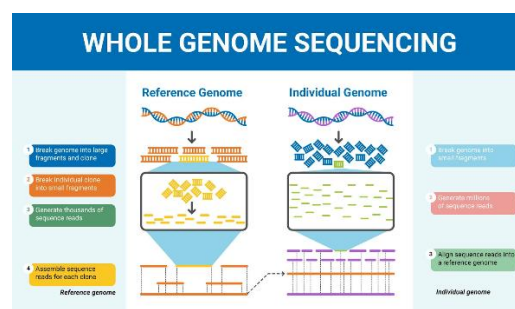 WHOLE GENOME SEQUENCING
Reference Genome
Individual Genome
1 Break genome into large
fragments and clone
2 Break individual clone
into small fragments
3 Generate thousands of
sequence reads
4 Assemble sequence
reads for each clone
Reference genome
1 Break genome into
small fragments
2 Generate millions
of sequence reads
3 Align sequence reads into
a reference genome
Individual genome